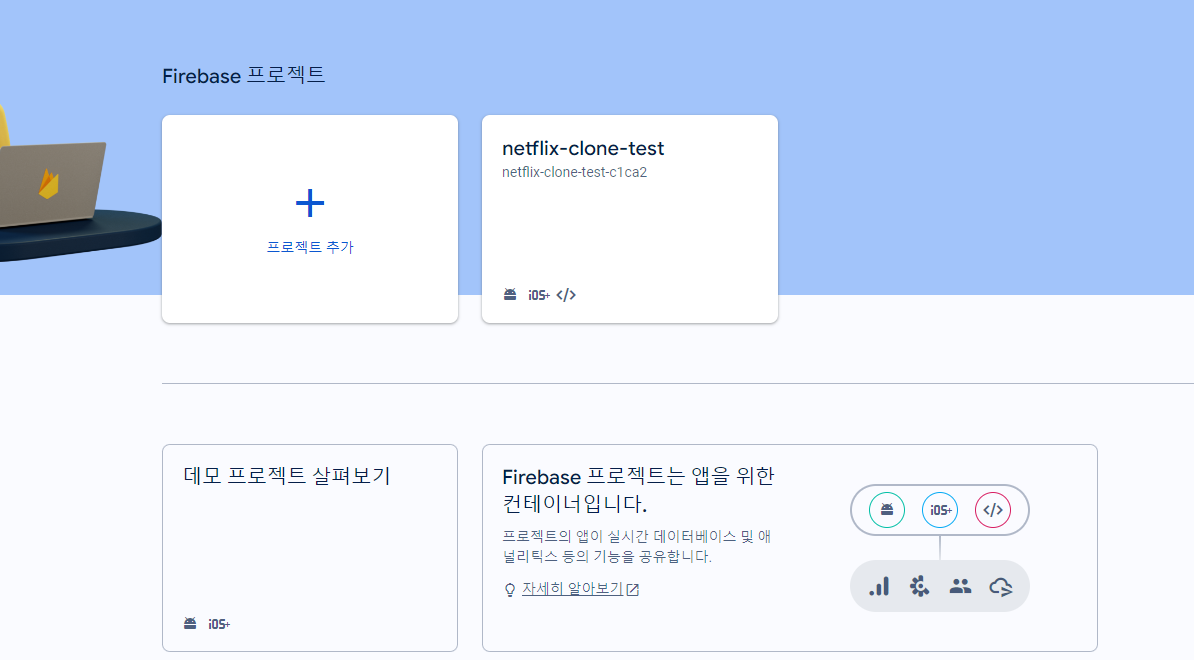 Firebase 프로젝트
프로젝트 추가
netflix-clone-test
netflix-clone-test-c1ca2
iOS+ </>
데모 프로젝트 살펴보기
iOS+
Firebase 프로젝트는 앱을 위한
컨테이너입니다.
프로젝트의 앱이 실시간 데이터베이스 및 애
널리틱스 등의 기능을 공유합니다.
자세히 알아보기
iOS+ </>